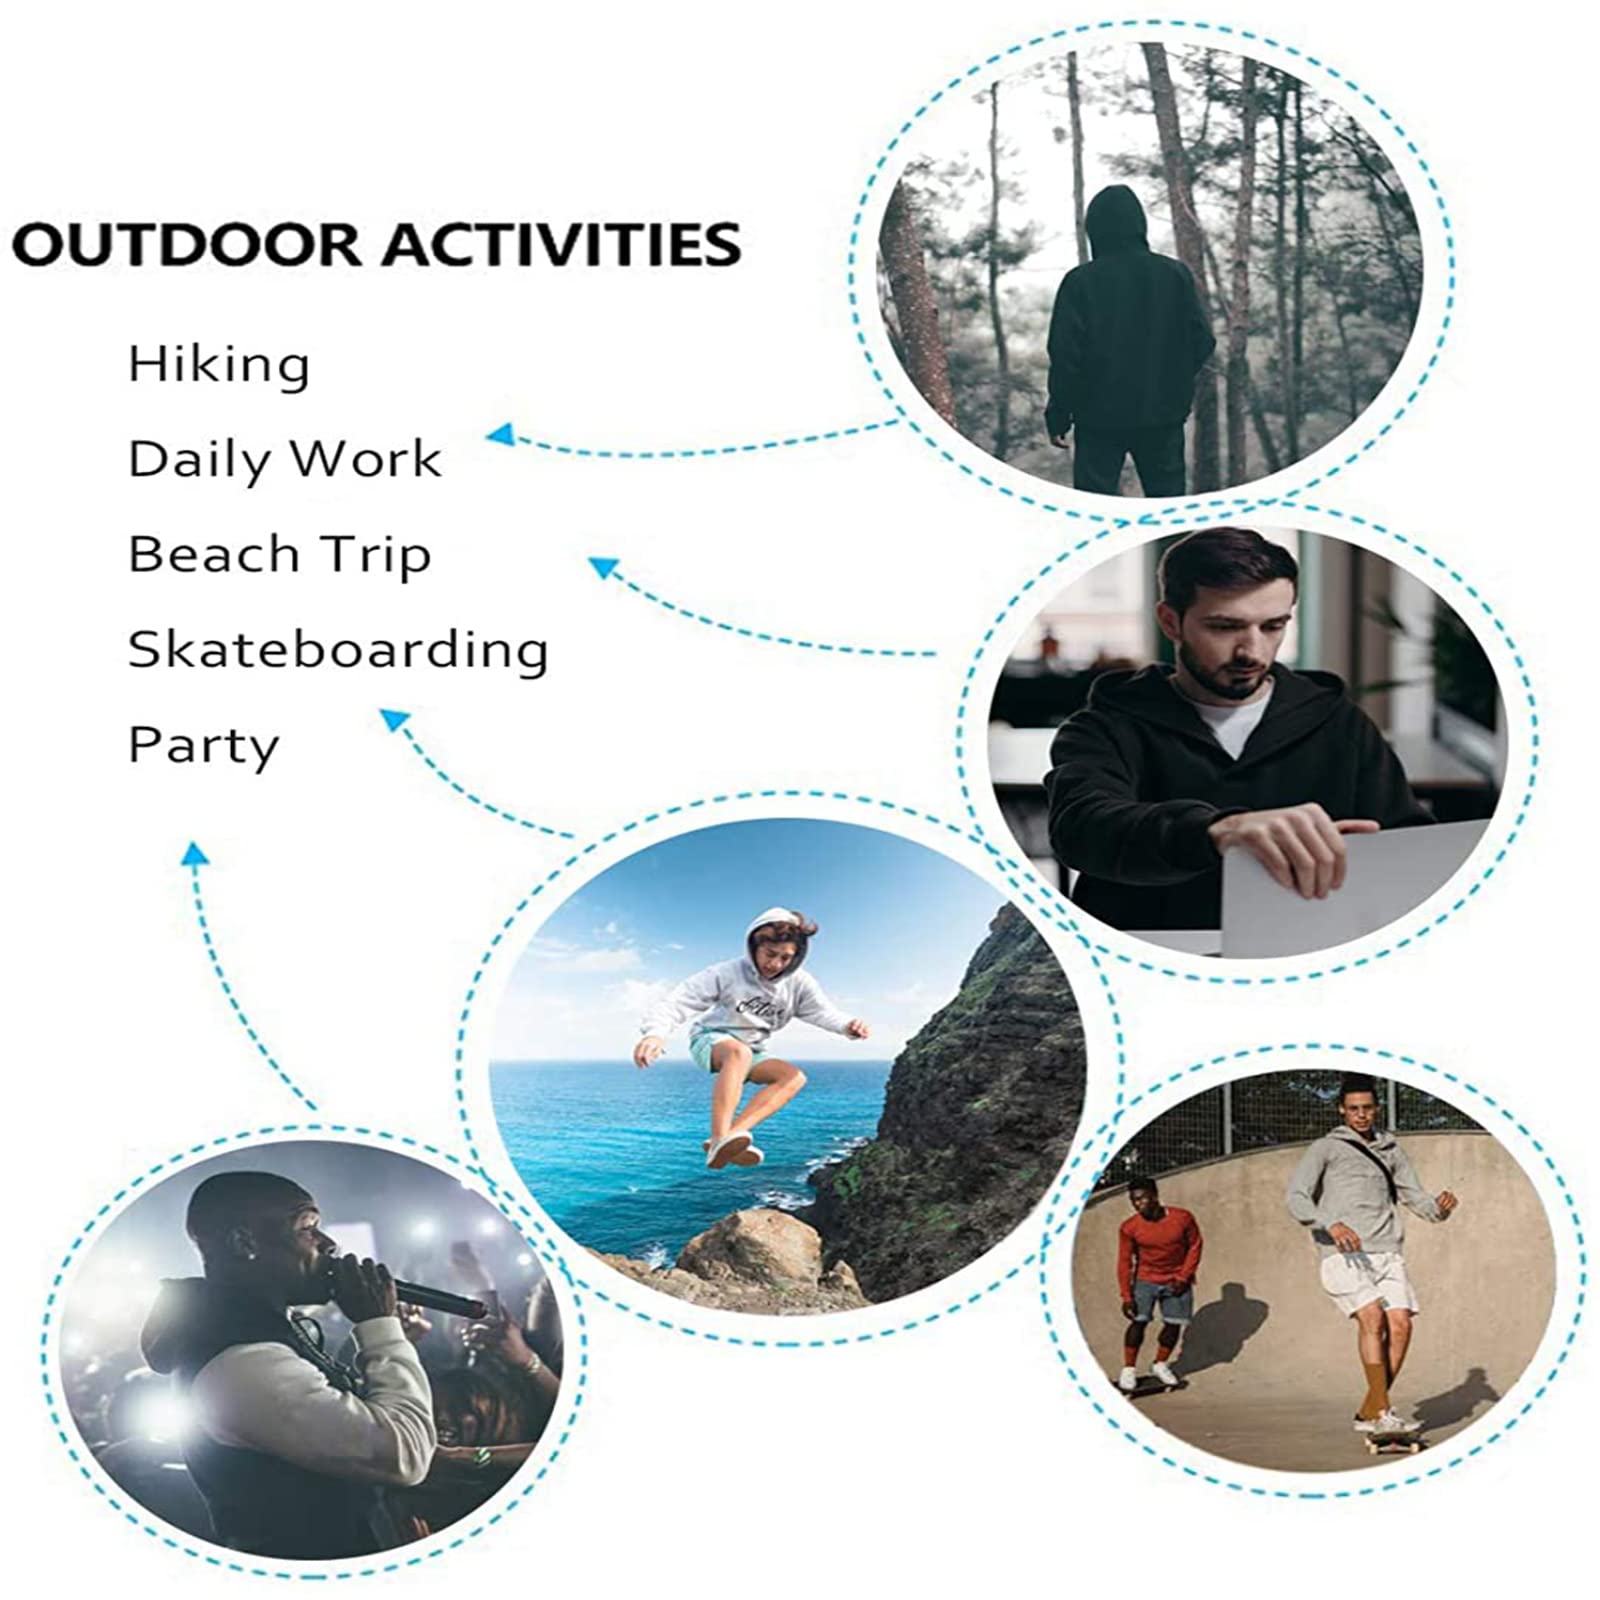 OUTDOOR ACTIVITIES
Hiking
Daily Work
Beach Trip
Skateboarding
Party